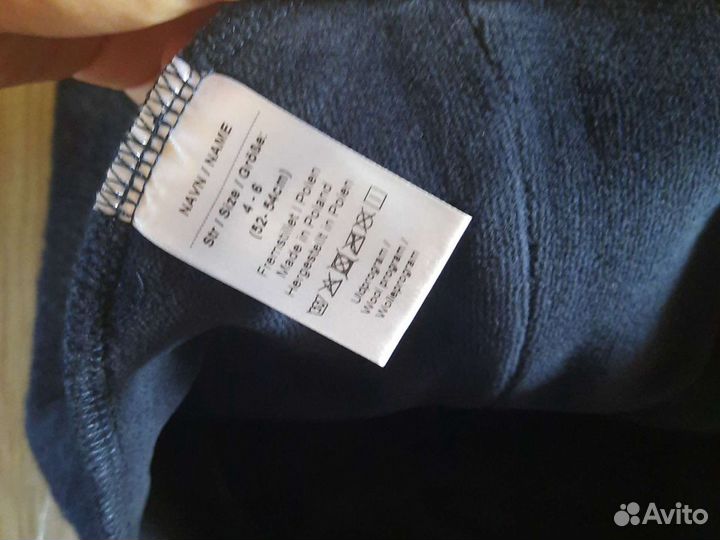 NAVN / NAME
Str / Size / Größe:
4 - 6
(52-54cm)
Fremstillet i Polen
Made in Poland
Hergestellt in Polen
Uldprogram /
Wool program /
Wolleprogram
Avito